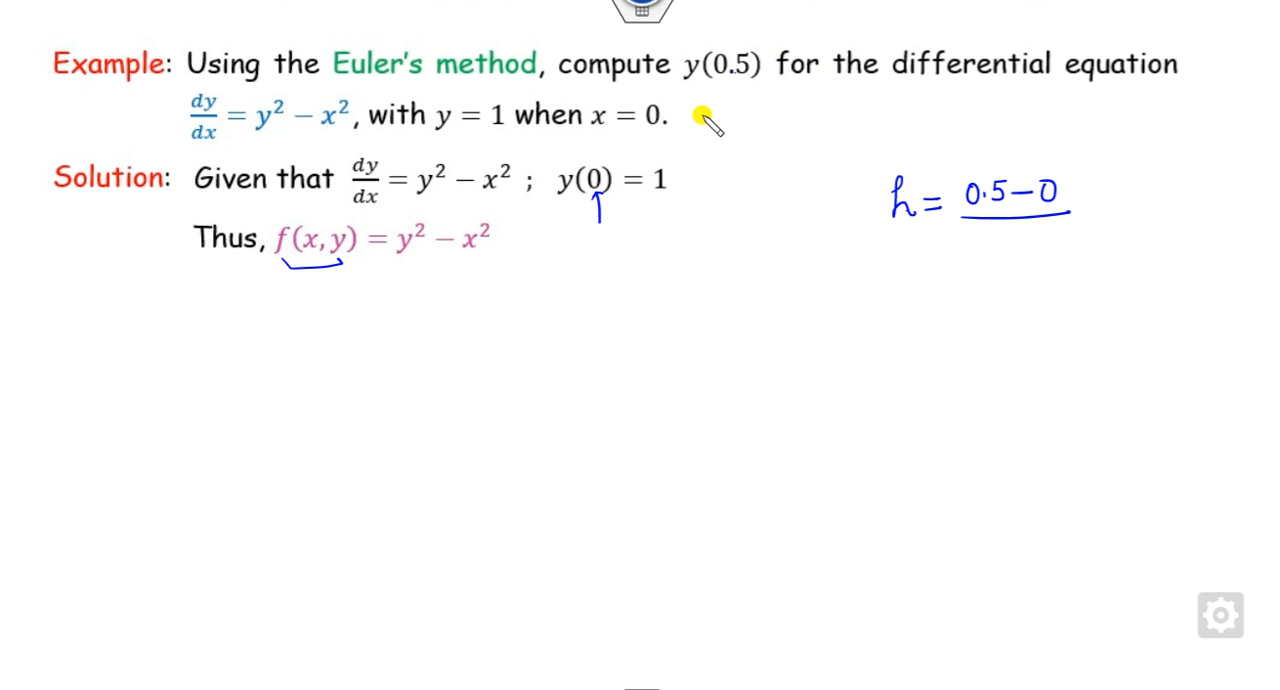 Example: Using the Euler's method, compute y(0.5) for the differential equation
dy/dx = y² − x², with y = 1 when x = 0.
Solution: Given that dy/dx = y² − x² ; y(0) = 1
h = 0.5−0
Thus, f(x, y) = y² − x²